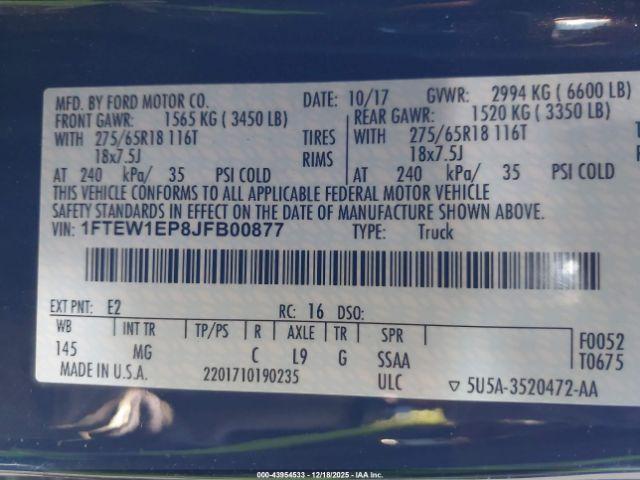 MFD. BY FORD MOTOR CO. DATE: 10/17 GVWR: 2994 KG ( 6600 LB)
FRONT GAWR: 1565 KG ( 3450 LB) REAR GAWR: 1520 KG ( 3350 LB)
WITH 275/65R18 116T TIRES WITH 275/65R18 116T
18x7.5J RIMS 18x7.5J
AT 240 kPa/ 35 PSI COLD AT 240 kPa/ 35 PSI COLD
THIS VEHICLE CONFORMS TO ALL APPLICABLE FEDERAL MOTOR VEHICLE
SAFETY STANDARDS IN EFFECT ON THE DATE OF MANUFACTURE SHOWN ABOVE.
VIN: 1FTEW1EP8JFB00877 TYPE: Truck
EXT PNT: E2 RC: 16 DSO:
WB INT TR TP/PS R AXLE TR SPR F0052
145 MG C L9 G SSAA T0675
MADE IN U.S.A. 2201710190235 ULC 5U5A-3520472-AA
000-43954533 - 12/18/2025 - IAA Inc.